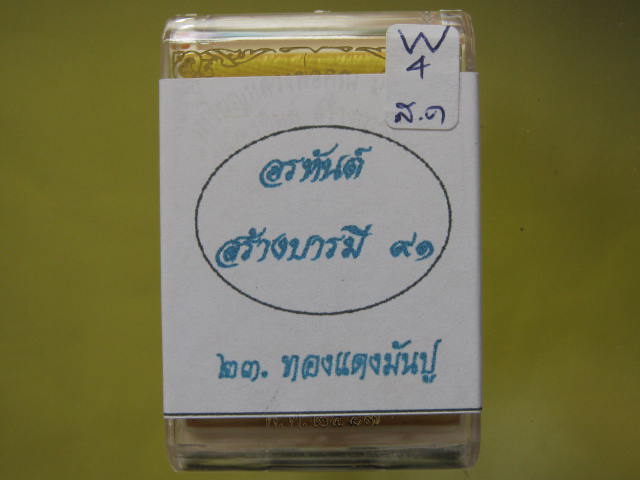 W
4
ส.ค
อรหันต์
สร้างบารมี ๙๑
๒๓. ทองแดงมันปู